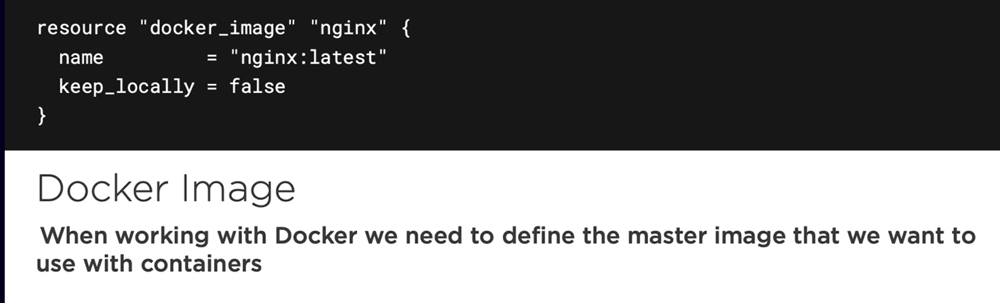 resource "docker_image" "nginx" {
  name         = "nginx:latest"
  keep_locally = false
}
Docker Image
When working with Docker we need to define the master image that we want to
use with containers